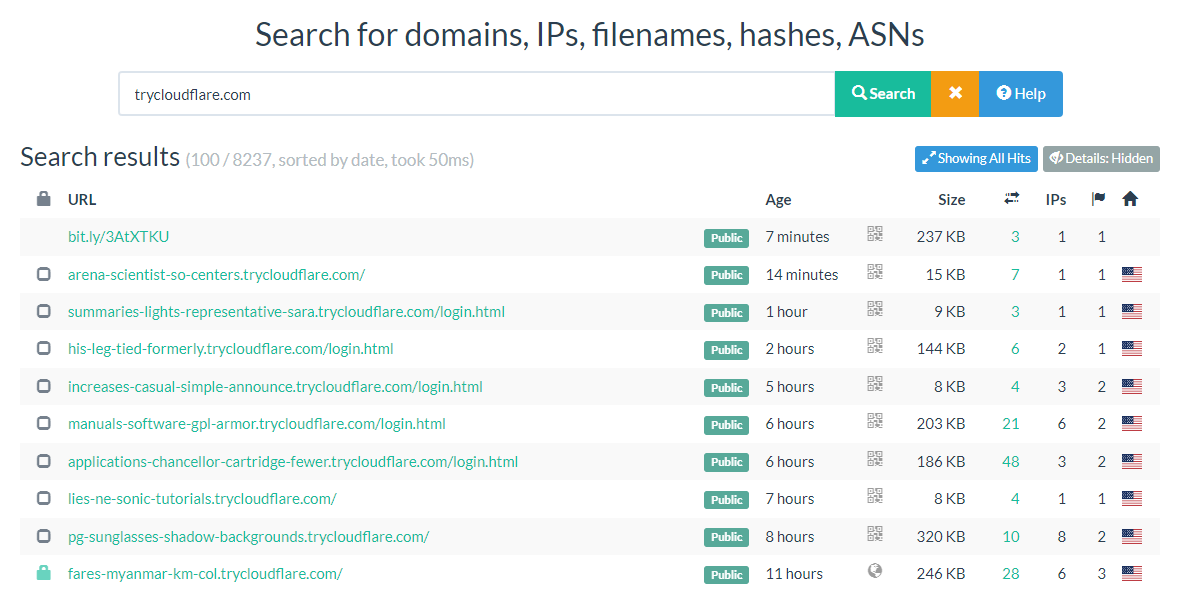 Search for domains, IPs, filenames, hashes, ASNs
trycloudflare.com Search Help
Search results (100 / 8237, sorted by date, took 50ms) Showing All Hits Details: Hidden
URL Age Size IPs
bit.ly/3AtXTKU Public 7 minutes 237 KB 3 1 1
arena-scientist-so-centers.trycloudflare.com/ Public 14 minutes 15 KB 7 1 1
summaries-lights-representative-sara.trycloudflare.com/login.html Public 1 hour 9 KB 3 1 1
his-leg-tied-formerly.trycloudflare.com/login.html Public 2 hours 144 KB 6 2 1
increases-casual-simple-announce.trycloudflare.com/login.html Public 5 hours 8 KB 4 3 2
manuals-software-gpl-armor.trycloudflare.com/login.html Public 6 hours 203 KB 21 6 2
applications-chancellor-cartridge-fewer.trycloudflare.com/login.html Public 6 hours 186 KB 48 3 2
lies-ne-sonic-tutorials.trycloudflare.com/ Public 7 hours 8 KB 4 1 1
pg-sunglasses-shadow-backgrounds.trycloudflare.com/ Public 8 hours 320 KB 10 8 2
fares-myanmar-km-col.trycloudflare.com/ Public 11 hours 246 KB 28 6 3